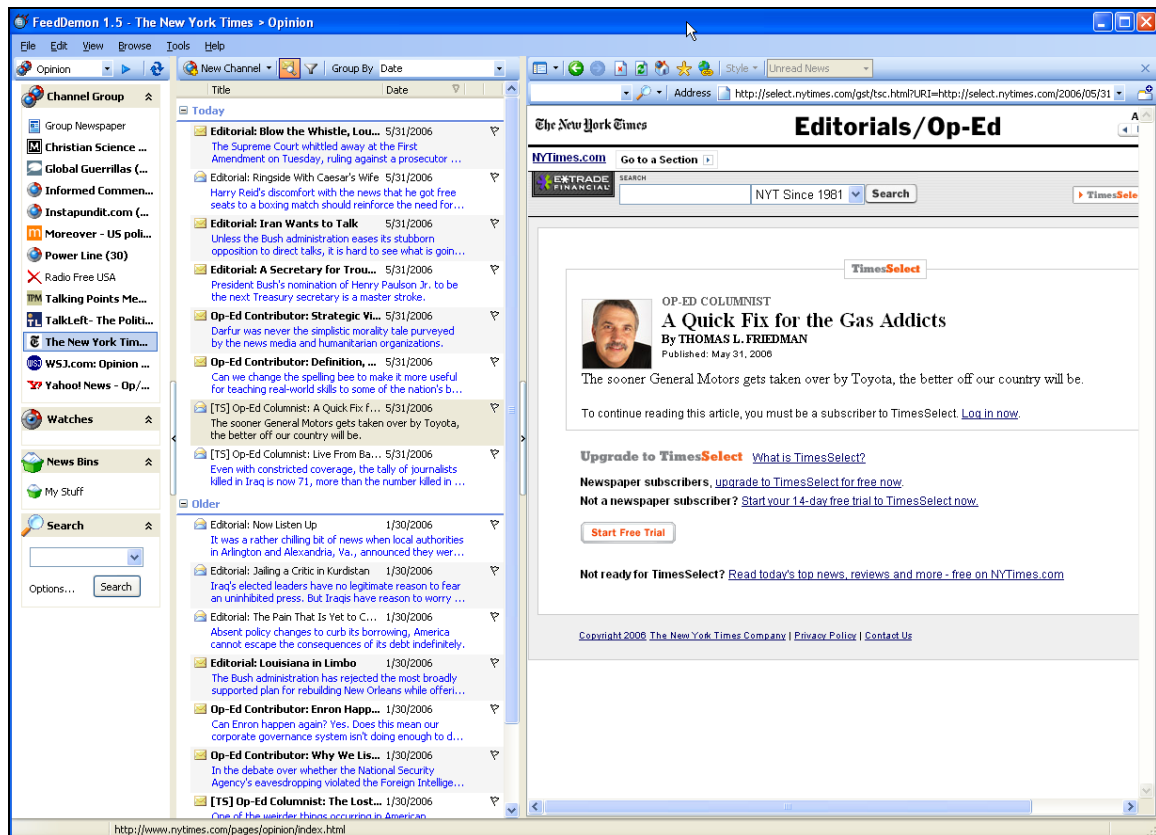 FeedDemon 1.5 - The New York Times > Opinion
File Edit View Browse Tools Help
Opinion
New Channel
Group By Date
Style
Unread News
Channel Group
Group Newspaper
Christian Science ...
Global Guerrillas (...
Informed Commen...
Instapundit.com (...
Moreover - US poli...
Power Line (30)
Radio Free USA
TPM Talking Points Me...
TL TalkLeft- The Politi...
The New York Tim...
WSJ WSJ.com: Opinion ...
Y? Yahoo! News - Op/...
Watches
News Bins
My Stuff
Search
Options...
Search
Title Date
Today
Editorial: Blow the Whistle, Lou... 5/31/2006
The Supreme Court whittled away at the First
Amendment on Tuesday, ruling against a prosecutor ...
Editorial: Ringside With Caesar's Wife 5/31/2006
Harry Reid's discomfort with the news that he got free
seats to a boxing match should reinforce the need for...
Editorial: Iran Wants to Talk 5/31/2006
Unless the Bush administration eases its stubborn
opposition to direct talks, it is hard to see what is goin...
Editorial: A Secretary for Trou... 5/31/2006
President Bush's nomination of Henry Paulson Jr. to be
the next Treasury secretary is a master stroke.
Op-Ed Contributor: Strategic Vi... 5/31/2006
Darfur was never the simplistic morality tale purveyed
by the news media and humanitarian organizations.
Op-Ed Contributor: Definition, ... 5/31/2006
Can we change the spelling bee to make it more useful
for teaching real-world skills to some of the nation's b...
[TS] Op-Ed Columnist: A Quick Fix f... 5/31/2006
The sooner General Motors gets taken over by Toyota,
the better off our country will be.
[TS] Op-Ed Columnist: Live From Ba... 5/31/2006
Even with constricted coverage, the tally of journalists
killed in Iraq is now 71, more than the number killed in ...
Older
Editorial: Now Listen Up 1/30/2006
It was a rather chilling bit of news when local authorities
in Arlington and Alexandria, Va., announced they wer...
Editorial: Jailing a Critic in Kurdistan 1/30/2006
Iraq's elected leaders have no legitimate reason to fear
an uninhibited press. But Iraqis have reason to worry ...
Editorial: The Pain That Is Yet to C... 1/30/2006
Absent policy changes to curb its borrowing, America
cannot escape the consequences of its debt indefinitely.
Editorial: Louisiana in Limbo 1/30/2006
The Bush administration has rejected the most broadly
supported plan for rebuilding New Orleans while offeri...
Op-Ed Contributor: Enron Happ... 1/30/2006
Can Enron happen again? Yes. Does this mean our
corporate governance system isn't doing enough to d...
Op-Ed Contributor: Why We Lis... 1/30/2006
In the debate over whether the National Security
Agency's eavesdropping violated the Foreign Intellige...
[TS] Op-Ed Columnist: The Lost... 1/30/2006
One of the weirder things occurring in American
Address http://select.nytimes.com/gst/tsc.html?URI=http://select.nytimes.com/2006/05/31
The New York Times
Editorials/Op-Ed
A
NYTimes.com Go to a Section
E*TRADE FINANCIAL
SEARCH
NYT Since 1981 Search
TimesSele
TimesSelect
OP-ED COLUMNIST
A Quick Fix for the Gas Addicts
By THOMAS L. FRIEDMAN
Published: May 31, 2006
The sooner General Motors gets taken over by Toyota, the better off our country will be.
To continue reading this article, you must be a subscriber to TimesSelect. Log in now.
Upgrade to TimesSelect What is TimesSelect?
Newspaper subscribers, upgrade to TimesSelect for free now.
Not a newspaper subscriber? Start your 14-day free trial to TimesSelect now.
Start Free Trial
Not ready for TimesSelect? Read today's top news, reviews and more - free on NYTimes.com
Copyright 2006 The New York Times Company | Privacy Policy | Contact Us
http://www.nytimes.com/pages/opinion/index.html